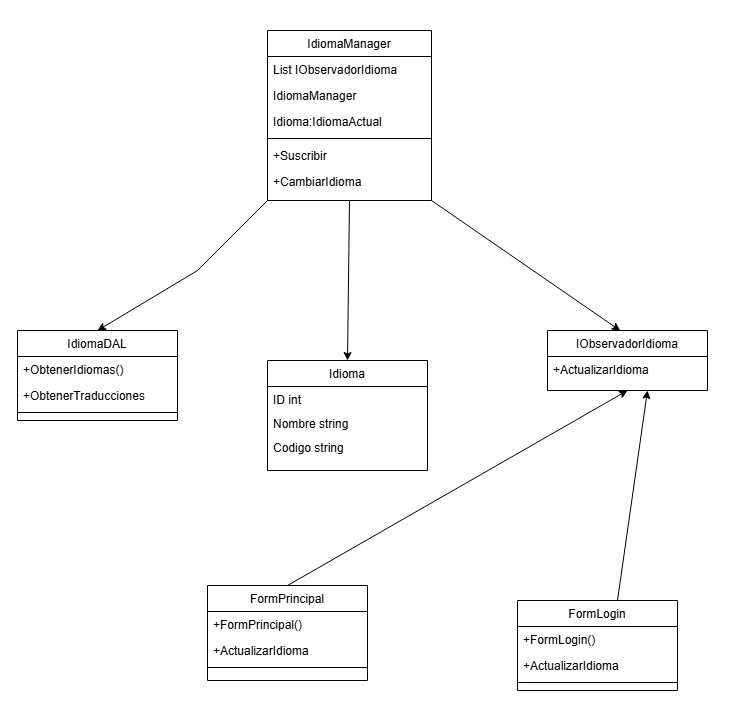 IdiomaManager
List IObservadorIdioma
IdiomaManager
Idioma:IdiomaActual
+Suscribir
+CambiarIdioma
IdiomaDAL
+ObtenerIdiomas()
+ObtenerTraducciones
Idioma
ID int
Nombre string
Codigo string
IObservadorIdioma
+ActualizarIdioma
FormPrincipal
+FormPrincipal()
+ActualizarIdioma
FormLogin
+FormLogin()
+ActualizarIdioma